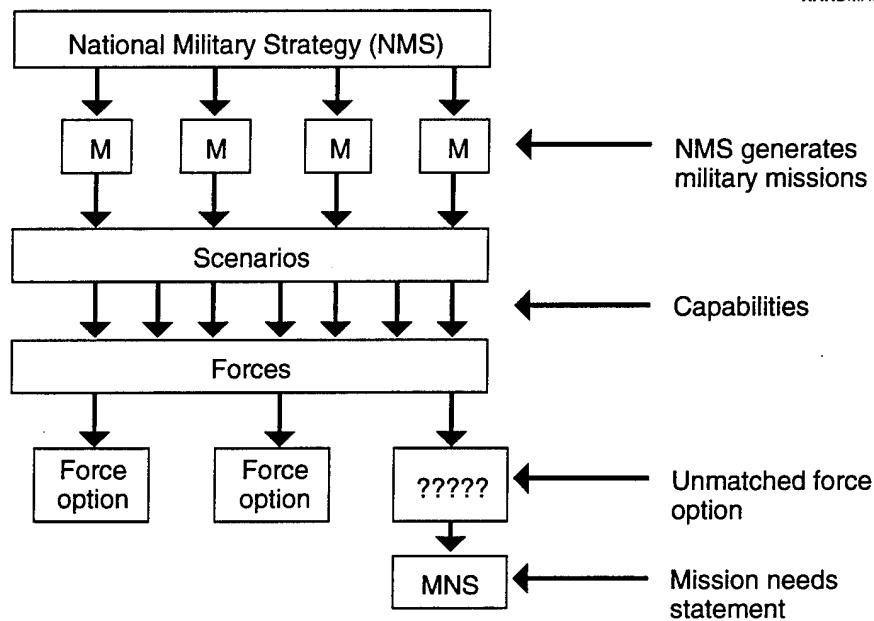 National Military Strategy (NMS)
M M M M
NMS generates
military missions
Scenarios
Capabilities
Forces
Force
option
Force
option
?????
Unmatched force
option
MNS
Mission needs
statement